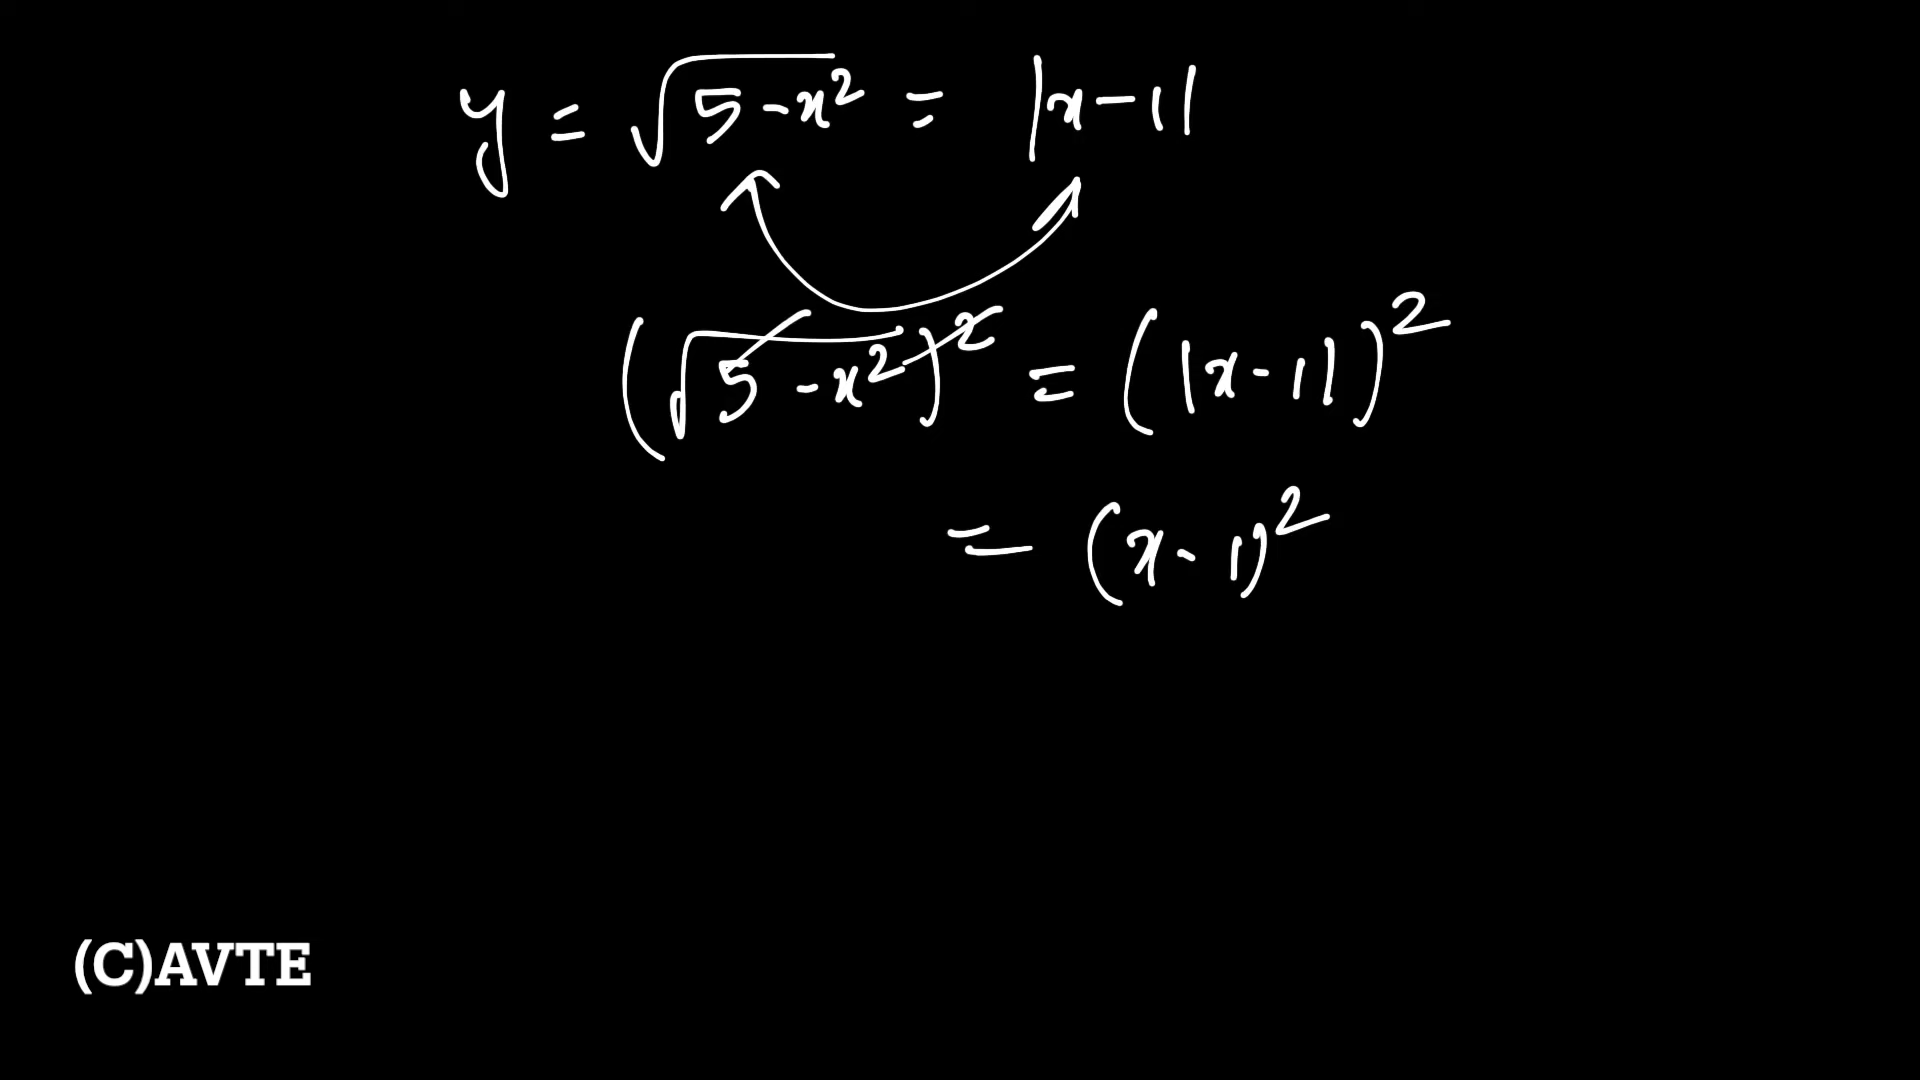 y = √(5-x²) = |x-1|
(√(5-x²))² = (|x-1|)²
= (x-1)²
(C)AVTE